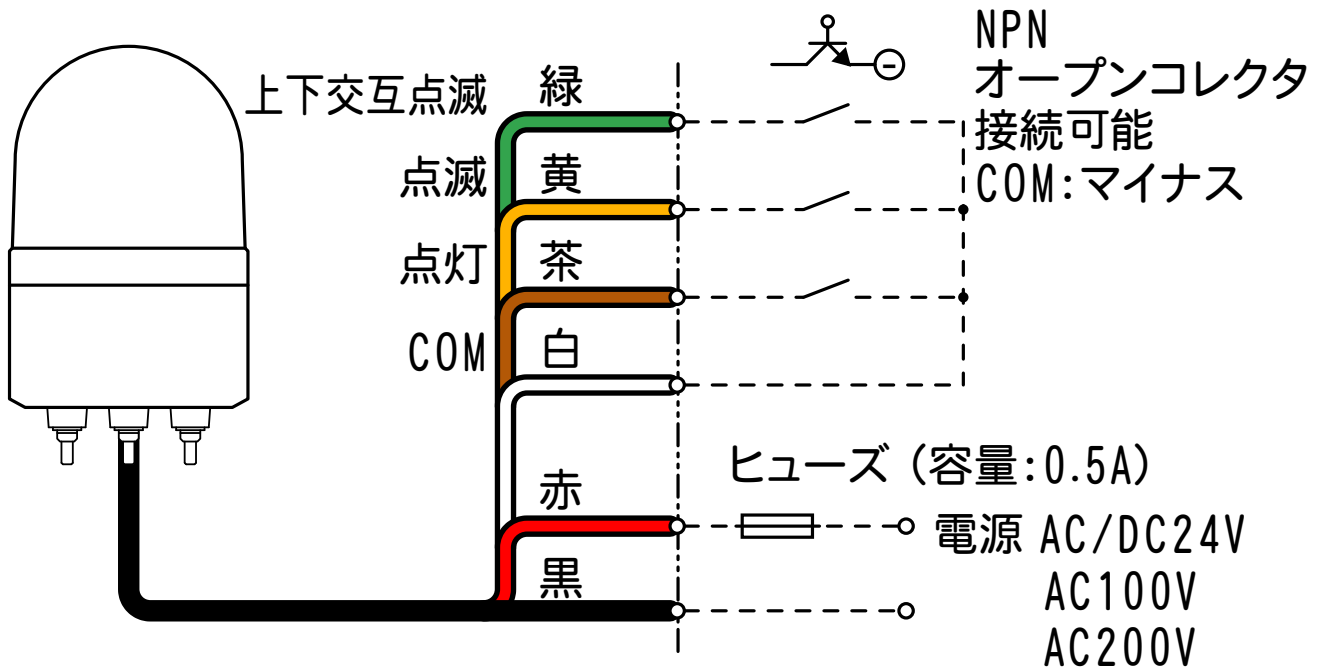 NPN
オープンコレクタ
接続可能
COM:マイナス
上下交互点滅 緑
点滅 黄
点灯 茶
COM 白
赤
黒
ヒューズ (容量:0.5A)
電源 AC/DC24V
AC100V
AC200V